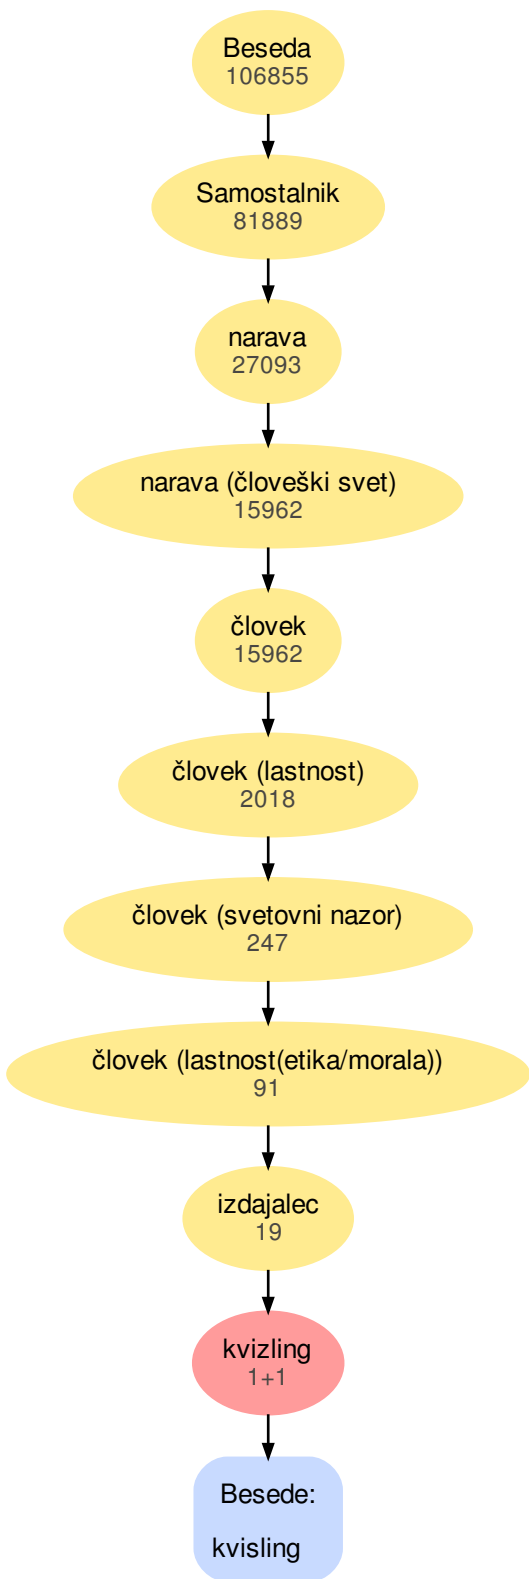 Beseda
106855
Samostalnik
81889
narava
27093
narava (človeški svet)
15962
človek
15962
človek (lastnost)
2018
človek (svetovni nazor)
247
človek (lastnost(etika/morala))
91
izdajalec
19
kvizling
1+1
Besede:
kvisling